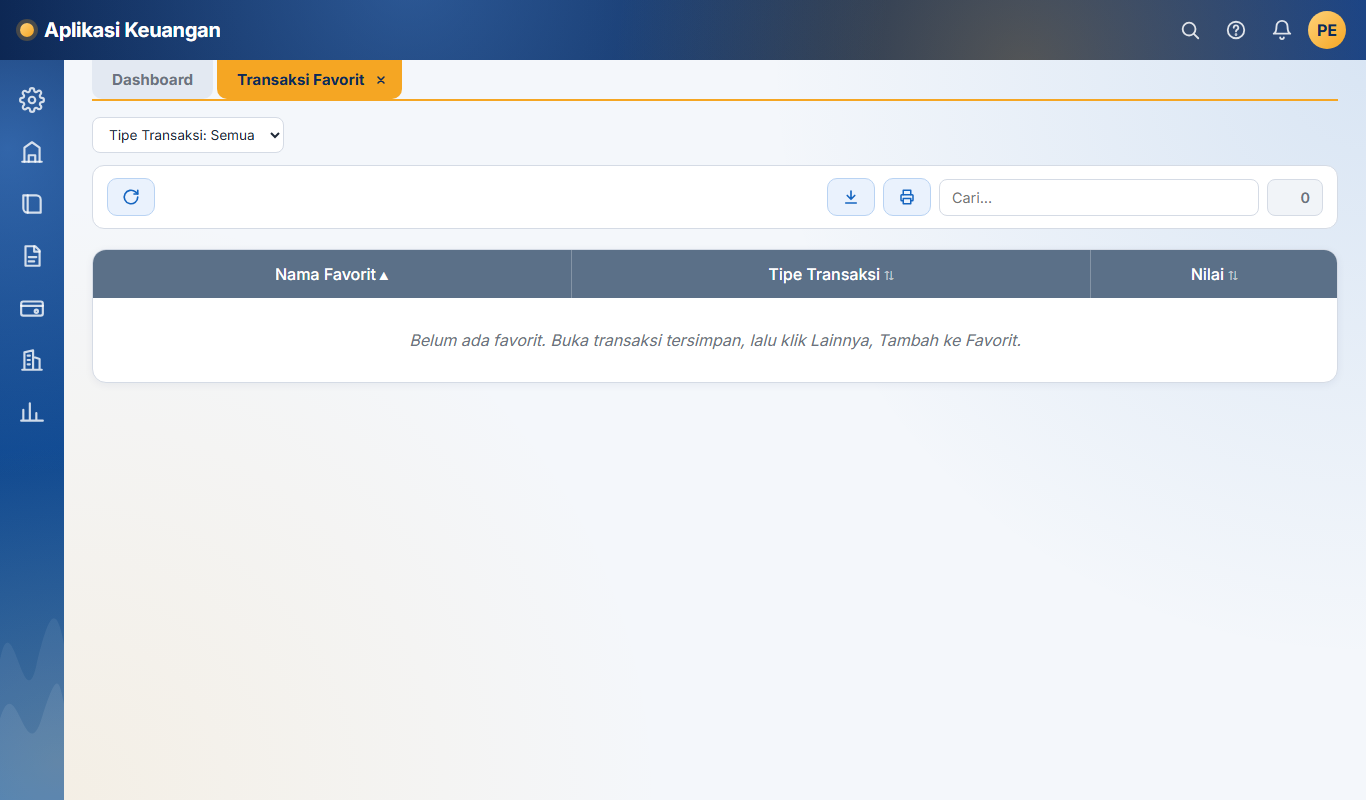 Aplikasi Keuangan
PE
Dashboard
Transaksi Favorit ×
Tipe Transaksi: Semua
Cari...
0
Nama Favorit ▲
Tipe Transaksi ⇅
Nilai ⇅
Belum ada favorit. Buka transaksi tersimpan, lalu klik Lainnya, Tambah ke Favorit.